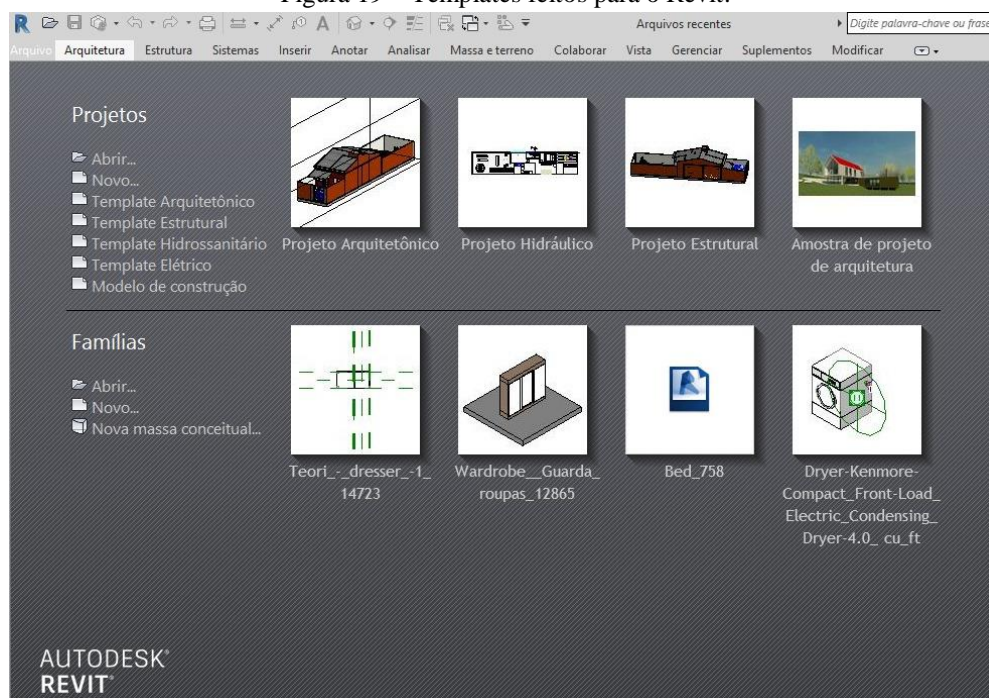 Figura 19 – Templates feitos para o Revit.
Arquivos recentes
Digite palavra-chave ou frase
Arquivo Arquitetura Estrutura Sistemas Inserir Anotar Analisar Massa e terreno Colaborar Vista Gerenciar Suplementos Modificar
Projetos
Abrir...
Novo...
Template Arquitetônico
Template Estrutural
Template Hidrossanitário
Template Elétrico
Modelo de construção
Projeto Arquitetônico
Projeto Hidráulico
Projeto Estrutural
Amostra de projeto
de arquitetura
Famílias
Abrir...
Novo...
Nova massa conceitual...
Teori_-_dresser_-1_
14723
Wardrobe__Guarda_
roupas_12865
Bed_758
Dryer-Kenmore-
Compact_Front-Load_
Electric_Condensing_
Dryer-4.0_ cu_ft
AUTODESK®
REVIT®